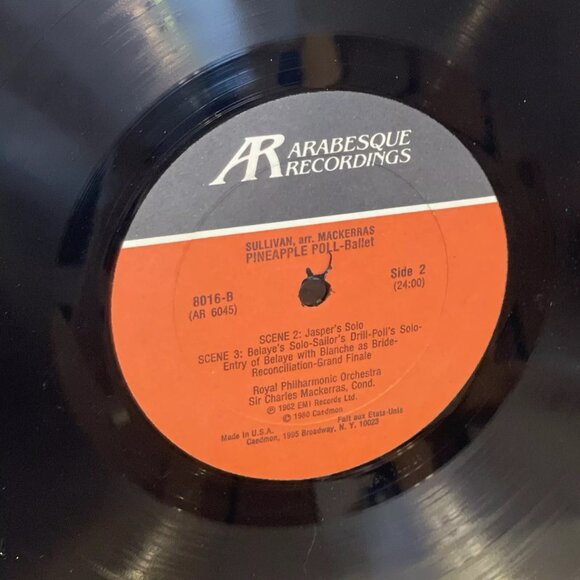 AR ARABESQUE
RECORDINGS
SULLIVAN, arr. MACKERRAS
PINEAPPLE POLL-Ballet
8016-B
(AR 6045)
Side 2
(24:00)
SCENE 2: Jasper's Solo
SCENE 3: Belaye's Solo-Sailor's Drill-Poll's Solo-
Entry of Belaye with Blanche as Bride-
Reconciliation-Grand Finale
Royal Philharmonic Orchestra
Sir Charles Mackerras, Cond.
℗ 1962 EMI Records Ltd.
© 1980 Caedmon
Made in U.S.A. Fait aux Etats-Unis
Caedmon, 1995 Broadway, N. Y. 10023